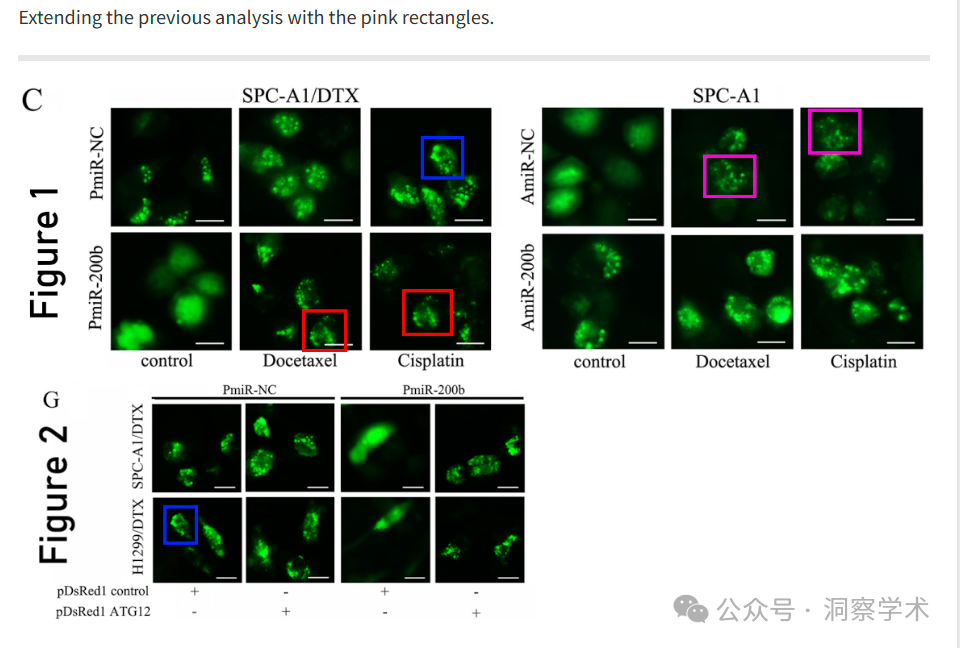 Extending the previous analysis with the pink rectangles.
C
SPC-A1/DTX
SPC-A1
Figure 1
PmiR-NC
AmiR-NC
PmiR-200b
AmiR-200b
control
Docetaxel
Cisplatin
control
Docetaxel
Cisplatin
G
PmiR-NC
PmiR-200b
Figure 2
SPC-A1/DTX
H1299/DTX
pDsRed1 control + - + -
pDsRed1 ATG12 - + - +
公众号 · 洞察学术